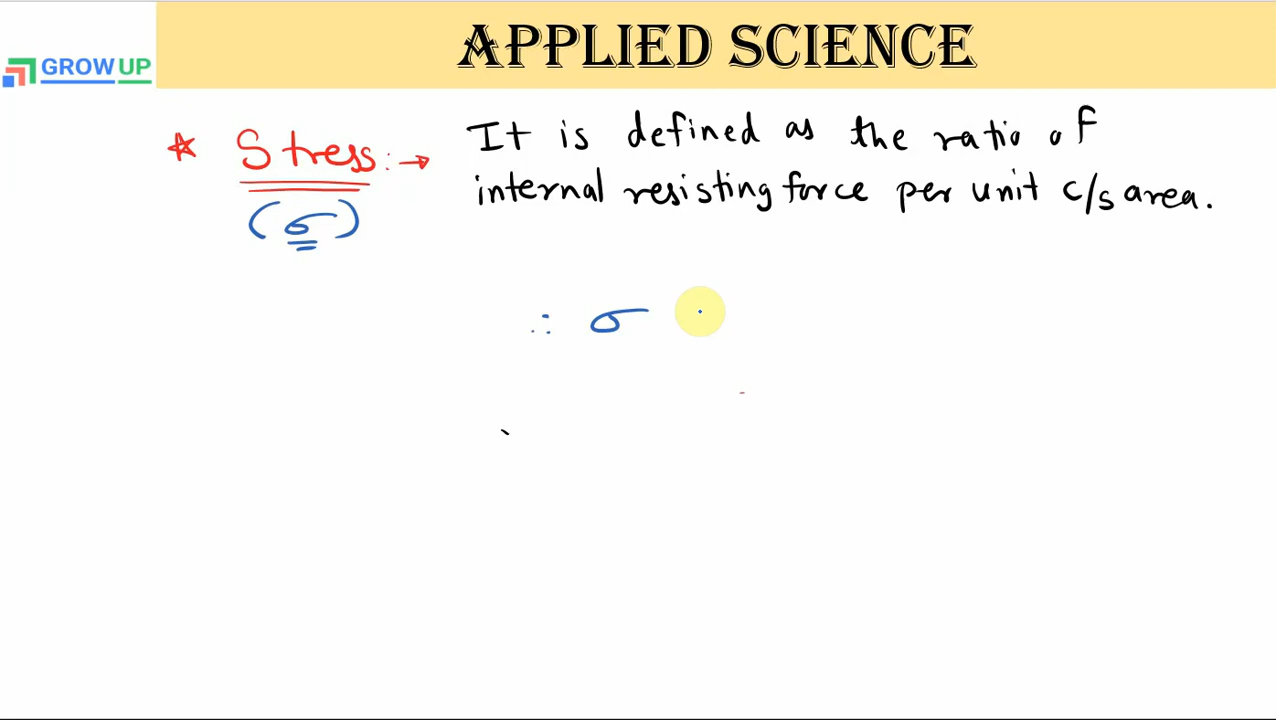 APPLIED SCIENCE
GROW UP
* Stress :→ It is defined as the ratio of
internal resisting force per unit c/s area.
(σ)
∴ σ